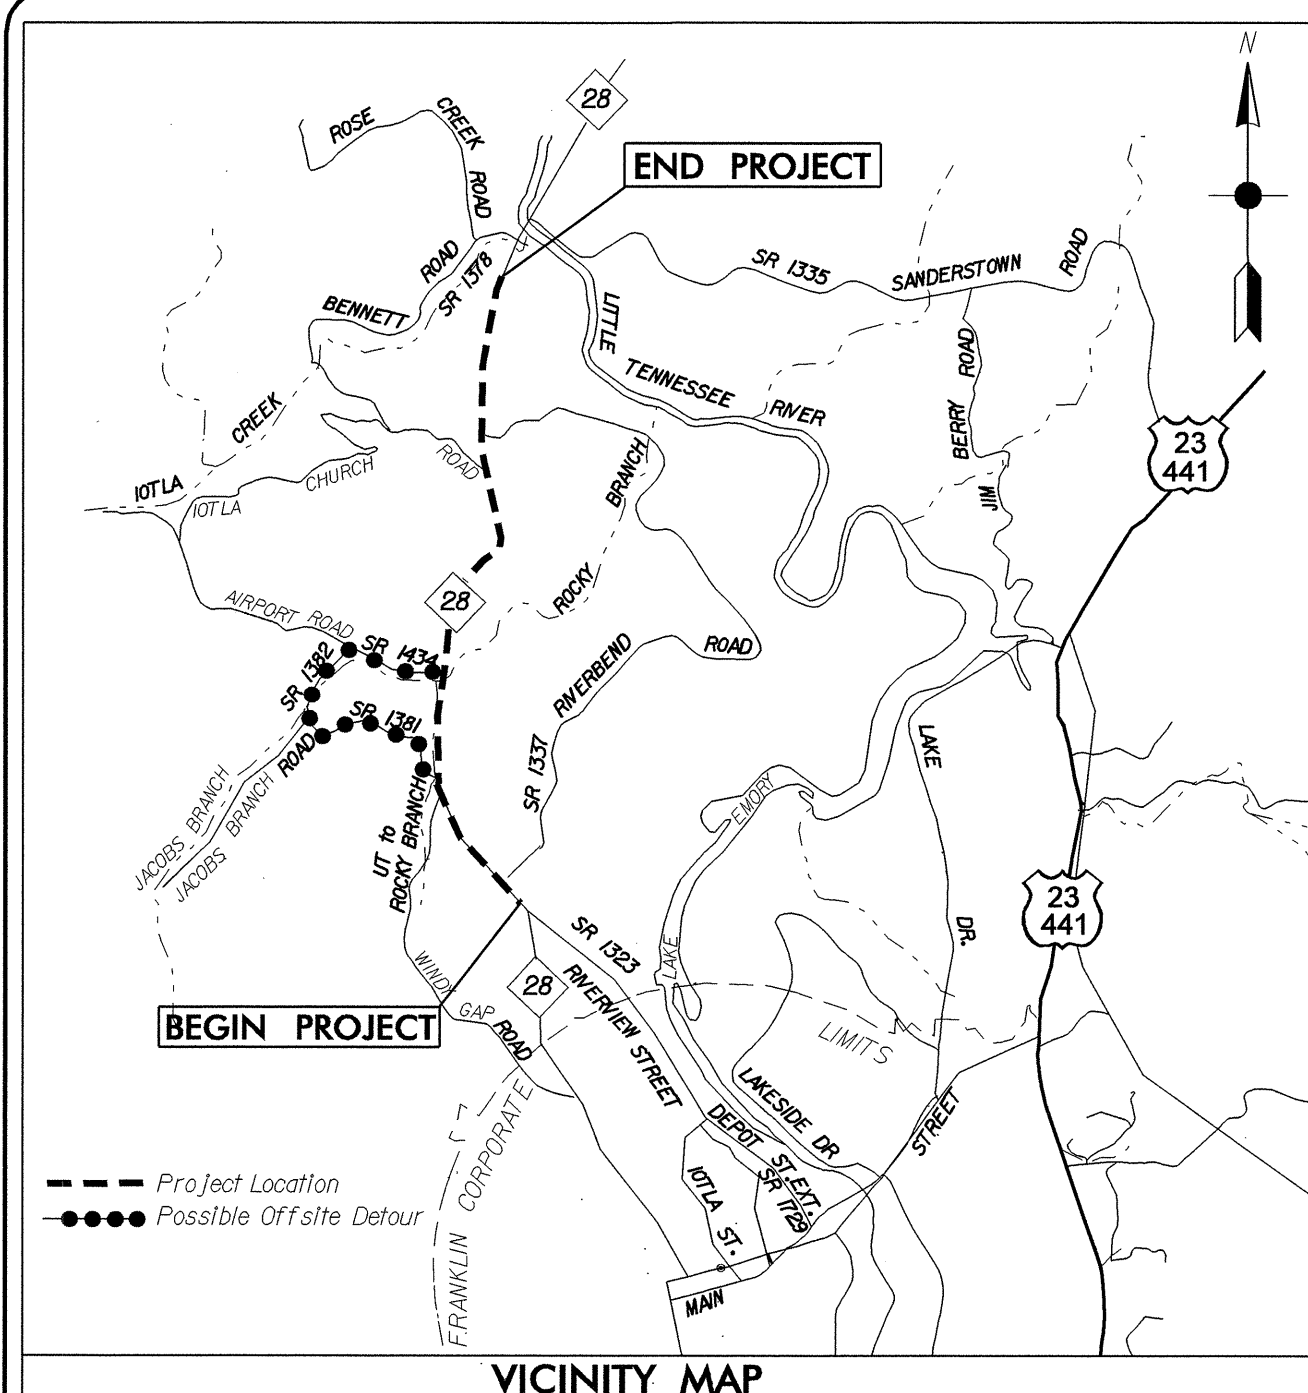 N
28
END PROJECT
ROSE
CREEK
ROAD
ROAD
SR 1378
BENNETT
SR 1335
SANDERSTOWN
ROAD
LITTLE
TENNESSEE
RIVER
BERRY ROAD
JIM
23
441
CREEK
IOTLA
IOTLA
CHURCH
ROAD
BRANCH
ROCKY
28
AIRPORT ROAD
SR 1434
SR 1382
SR 1381
ROAD
RIVERBEND
ROAD
SR 1337
LAKE
DR.
JACOBS BRANCH
JACOBS
BRANCH
UT to
ROCKY BRANCH
EMORY
LAKE
23
441
SR 1323
RIVERVIEW STREET
28
WINDY
GAP
ROAD
BEGIN PROJECT
LIMITS
LAKESIDE DR
STREET
DEPOT
ST.EXT.
SR 1729
IOTLA ST.
MAIN
FRANKLIN CORPORATE
Project Location
Possible Offsite Detour
VICINITY MAP